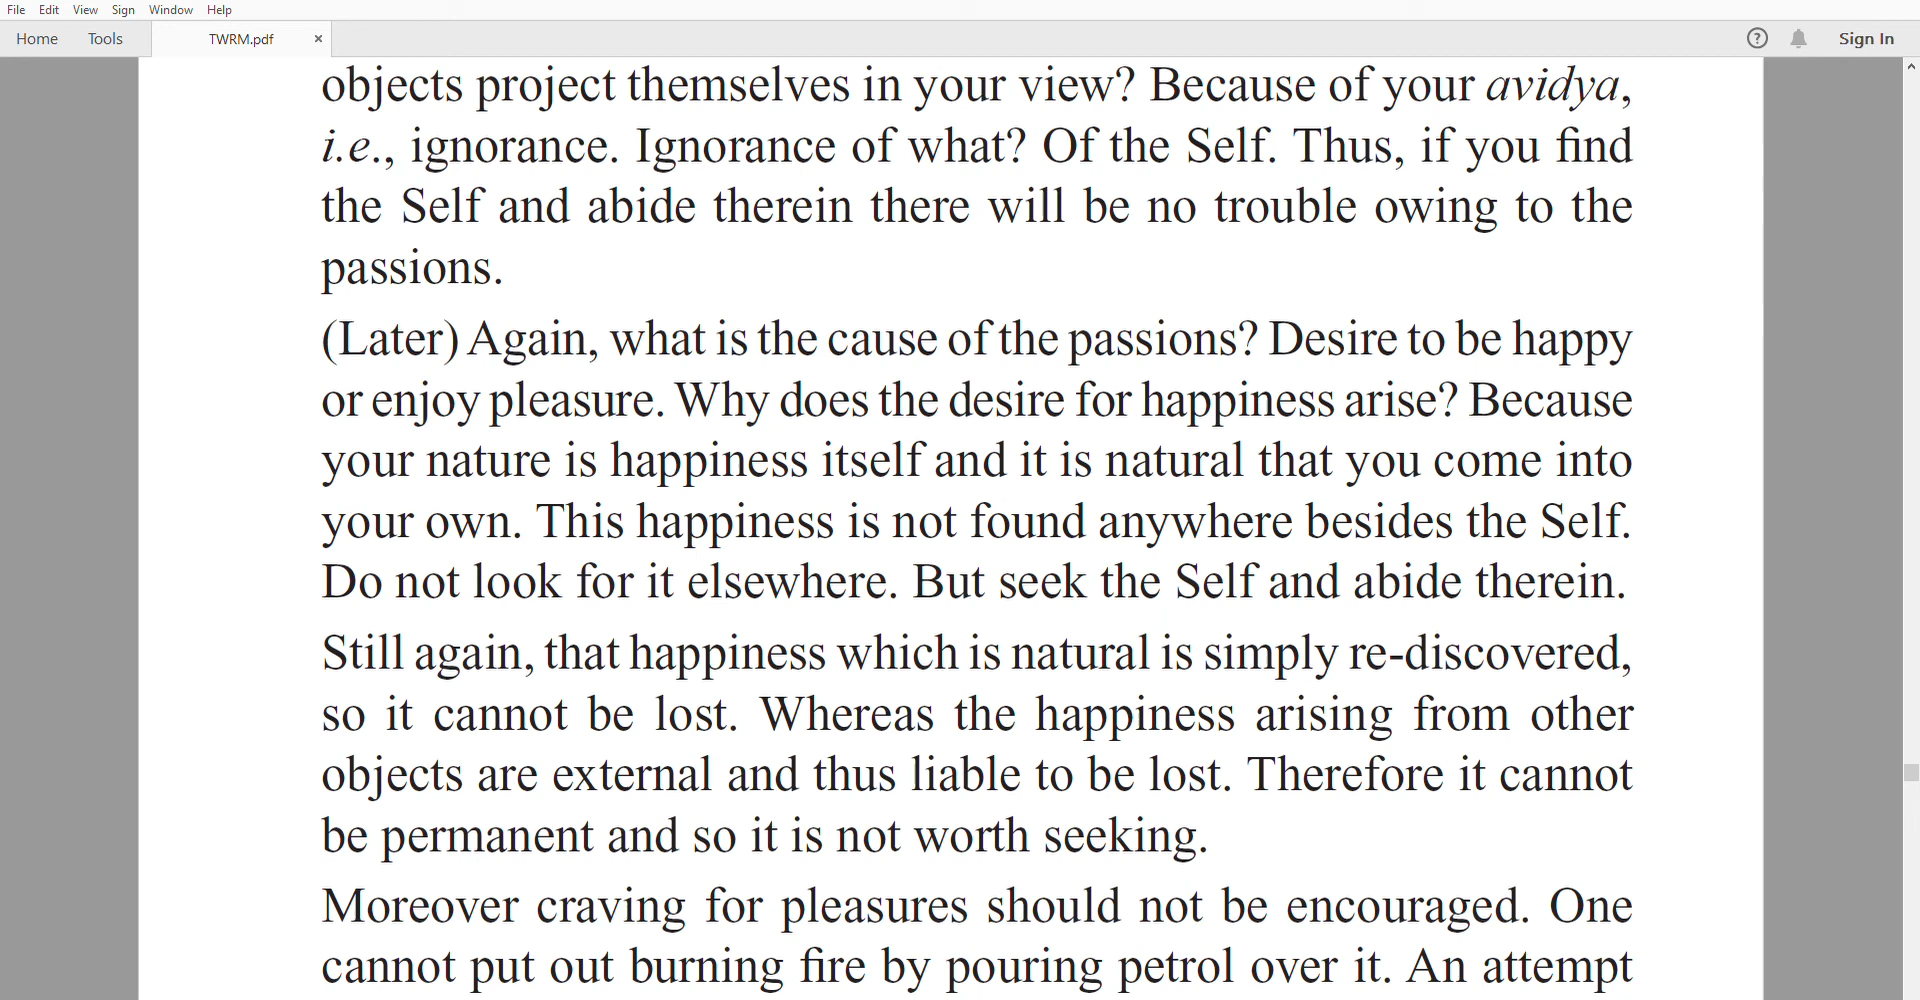 File Edit View Sign Window Help
Home Tools TWRM.pdf × ? Sign In
objects project themselves in your view? Because of your avidya,
i.e., ignorance. Ignorance of what? Of the Self. Thus, if you find
the Self and abide therein there will be no trouble owing to the
passions.
(Later) Again, what is the cause of the passions? Desire to be happy
or enjoy pleasure. Why does the desire for happiness arise? Because
your nature is happiness itself and it is natural that you come into
your own. This happiness is not found anywhere besides the Self.
Do not look for it elsewhere. But seek the Self and abide therein.
Still again, that happiness which is natural is simply re-discovered,
so it cannot be lost. Whereas the happiness arising from other
objects are external and thus liable to be lost. Therefore it cannot
be permanent and so it is not worth seeking.
Moreover craving for pleasures should not be encouraged. One
cannot put out burning fire by pouring petrol over it. An attempt